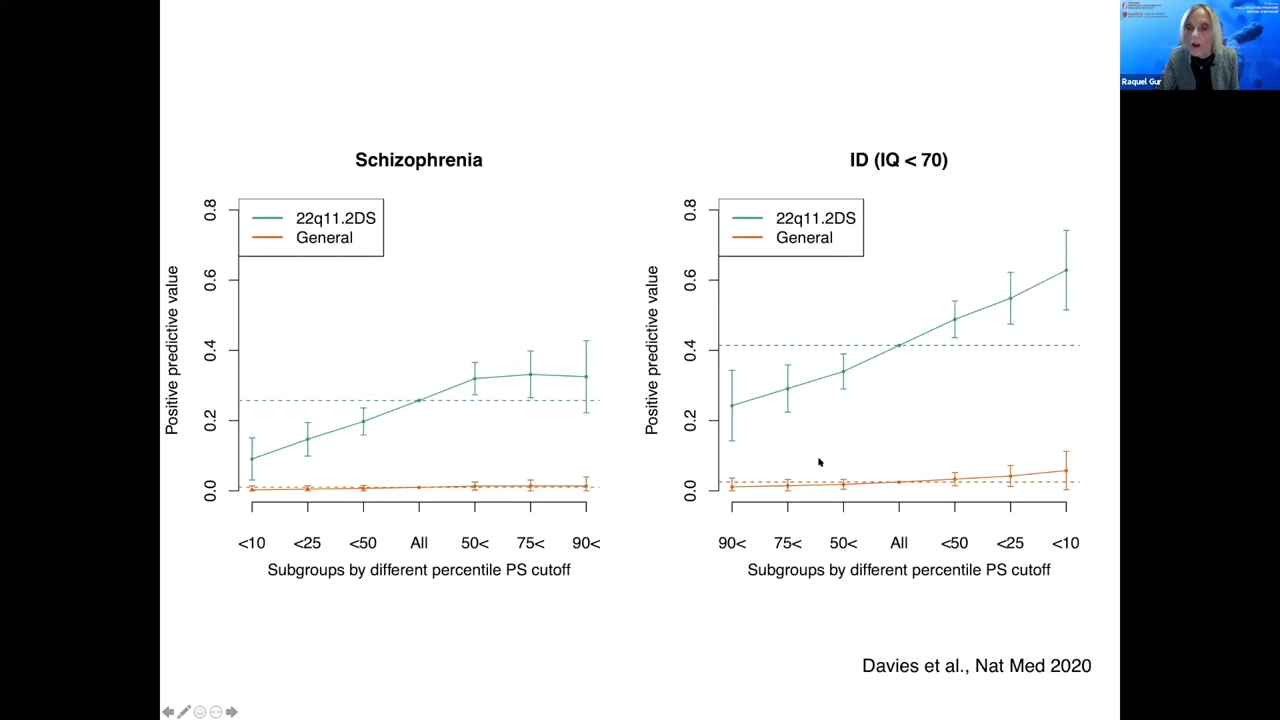 Schizophrenia
0.8
0.6
0.4
0.2
0.0
Positive predictive value
22q11.2DS
General
<10 <25 <50 All 50< 75< 90<
Subgroups by different percentile PS cutoff
ID (IQ < 70)
0.8
0.6
0.4
0.2
0.0
Positive predictive value
22q11.2DS
General
90< 75< 50< All <50 <25 <10
Subgroups by different percentile PS cutoff
Davies et al., Nat Med 2020
Raquel Gur